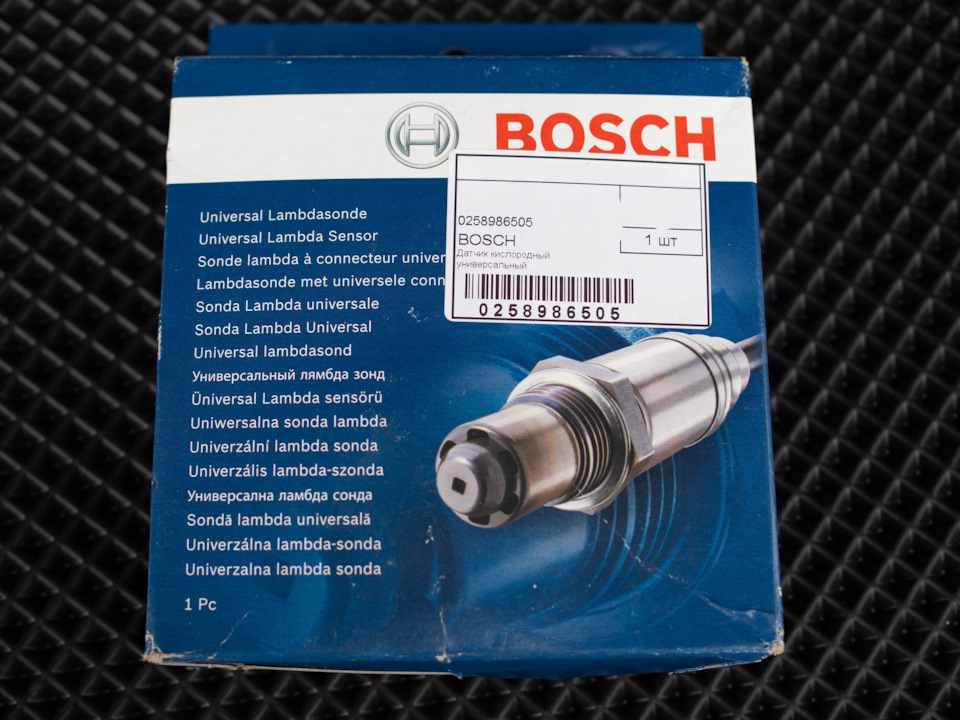 BOSCH
0258986505
BOSCH
1 шт
Датчик кислородный
универсальный
0258986505
Universal Lambdasonde
Universal Lambda Sensor
Sonde lambda à connecteur univer
Lambdasonde met universele conn
Sonda Lambda universale
Sonda Lambda Universal
Universal lambdasond
Универсальный лямбда зонд
Üniversal Lambda sensörü
Uniwersalna sonda lambda
Univerzální lambda sonda
Univerzális lambda-szonda
Универсална ламбда сонда
Sondă lambda universală
Univerzálna lambda-sonda
Univerzalna lambda sonda
1 Pc